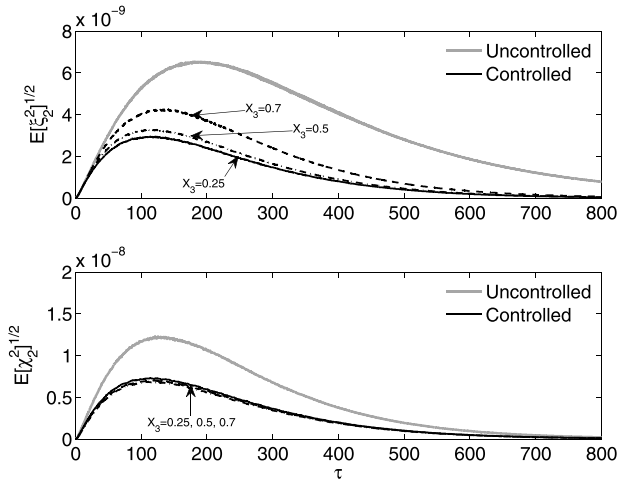 x 10⁻⁹
8
6
4
2
0
E[ξ₂²]^1/2
Uncontrolled
Controlled
X₃=0.7
X₃=0.5
X₃=0.25
0 100 200 300 400 500 600 700 800
x 10⁻⁸
2
1.5
1
0.5
0
E[χ₂²]^1/2
Uncontrolled
Controlled
X₃=0.25, 0.5, 0.7
0 100 200 300 400 500 600 700 800
τ